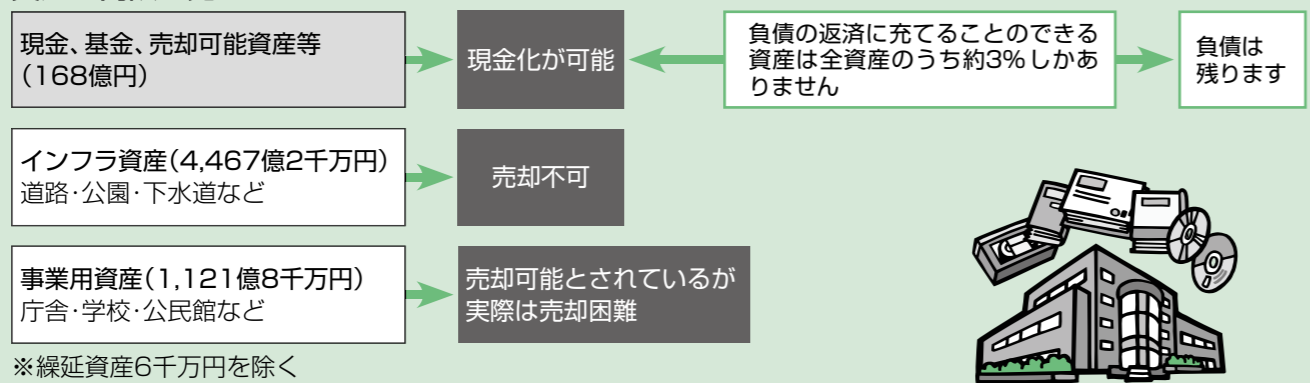 現金、基金、売却可能資産等
(168億円)
現金化が可能
負債の返済に充てることのできる
資産は全資産のうち約3%しかあ
りません
負債は
残ります
インフラ資産(4,467億2千万円)
道路・公園・下水道など
売却不可
事業用資産(1,121億8千万円)
庁舎・学校・公民館など
売却可能とされているが
実際は売却困難
※繰延資産6千万円を除く